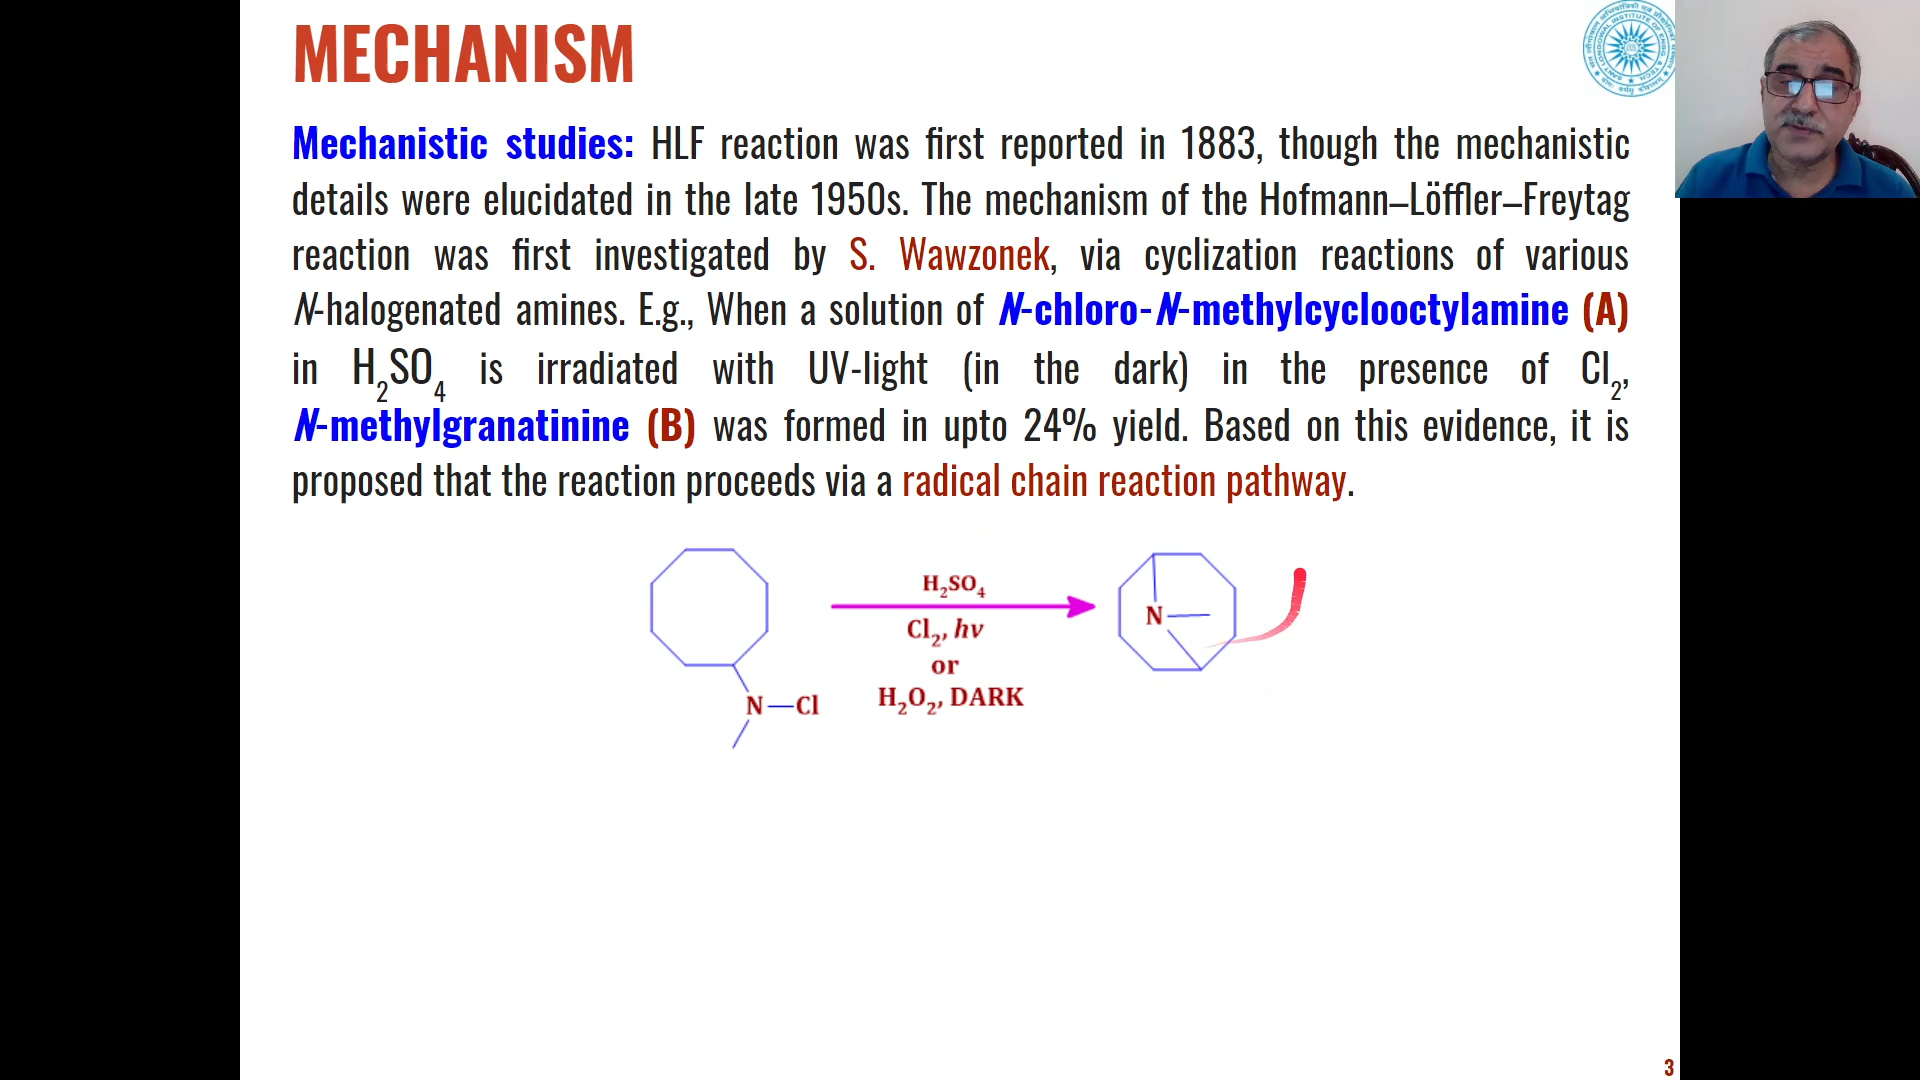 MECHANISM
Mechanistic studies: HLF reaction was first reported in 1883, though the mechanistic
details were elucidated in the late 1950s. The mechanism of the Hofmann–Löffler–Freytag
reaction was first investigated by S. Wawzonek, via cyclization reactions of various
N-halogenated amines. E.g., When a solution of N-chloro-N-methylcyclooctylamine (A)
in H2SO4 is irradiated with UV-light (in the dark) in the presence of Cl2,
N-methylgranatinine (B) was formed in upto 24% yield. Based on this evidence, it is
proposed that the reaction proceeds via a radical chain reaction pathway.
H2SO4
Cl2, hν
or
H2O2, DARK
N—Cl
N
3